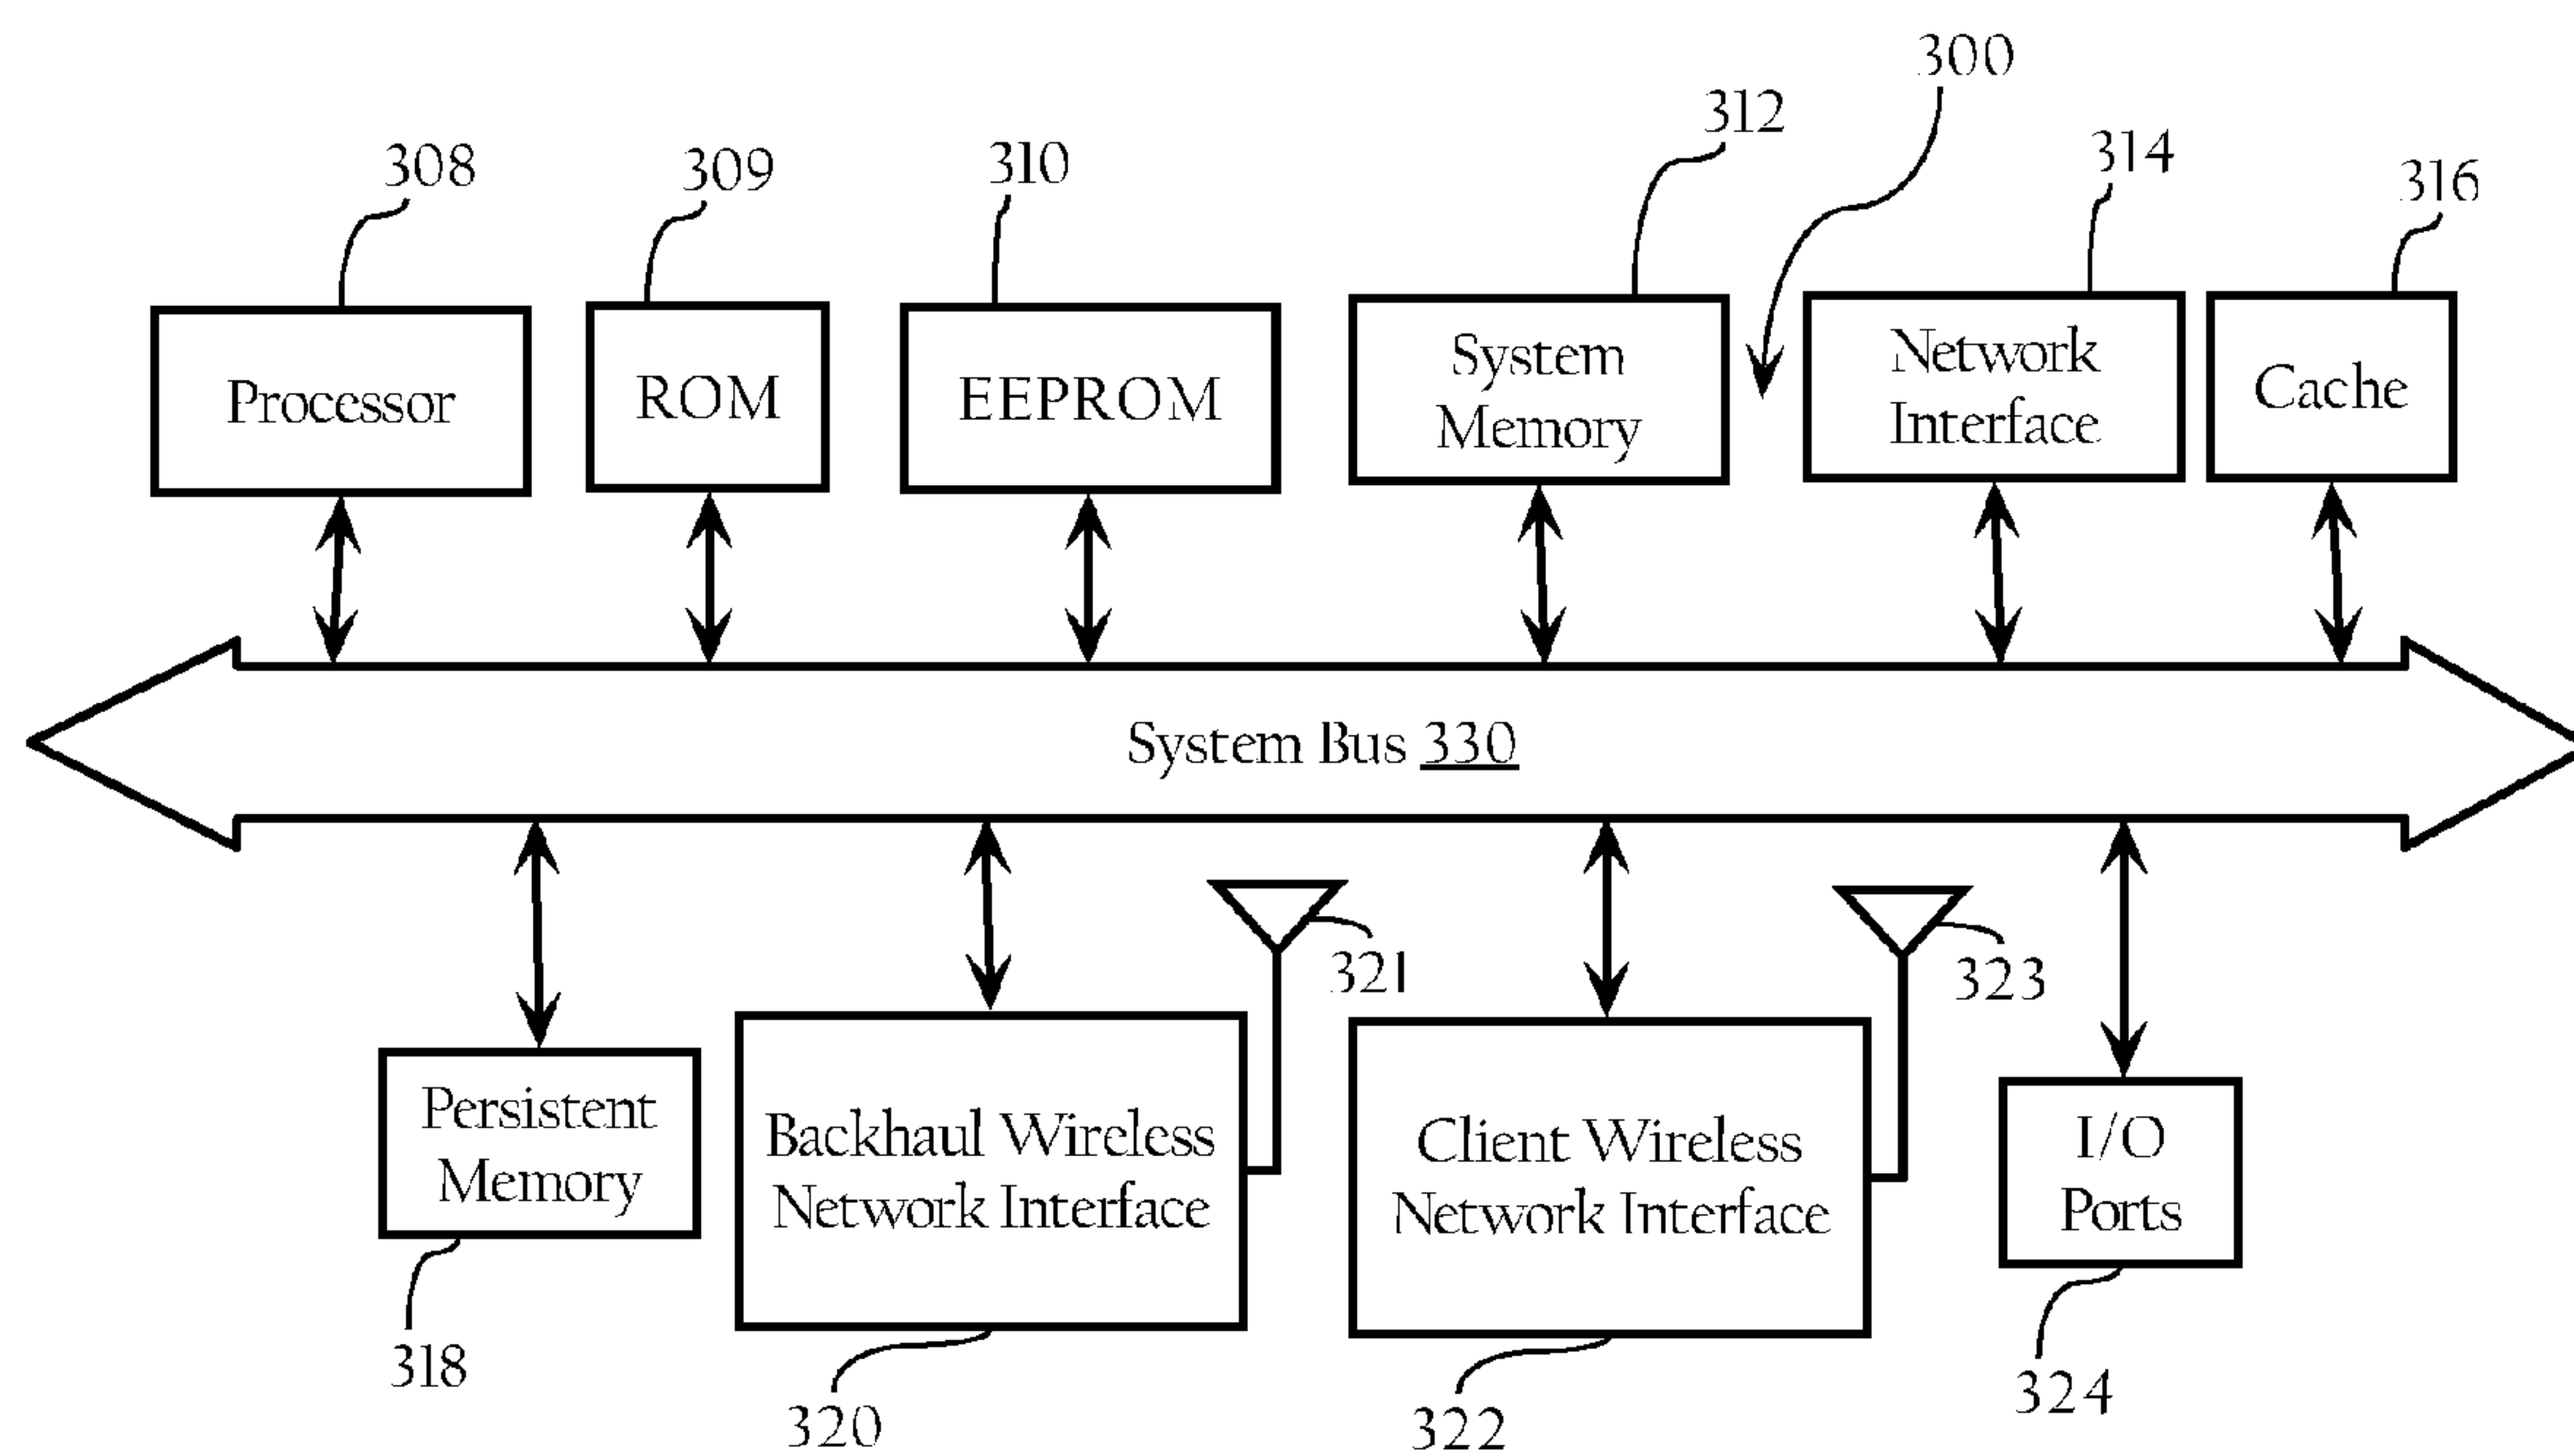 300
312
308
309
310
314
316
Processor
ROM
EEPROM
System
Memory
Network
Interface
Cache
System Bus 330
321
323
Persistent
Memory
Backhaul Wireless
Network Interface
Client Wireless
Network Interface
I/O
Ports
318
320
322
324